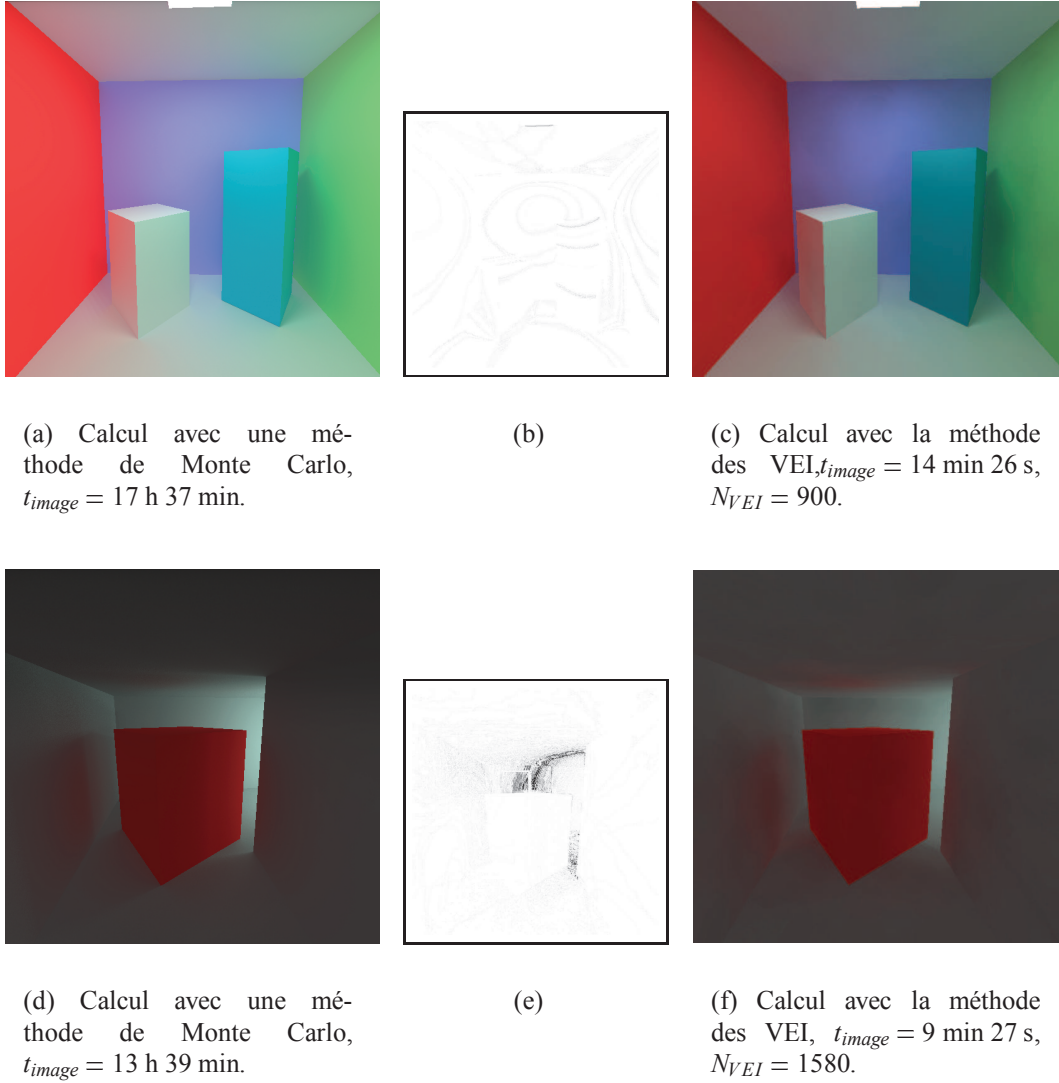 (a) Calcul avec une mé-
thode de Monte Carlo,
t_image = 17 h 37 min.
(b)
(c) Calcul avec la méthode
des VEI,t_image = 14 min 26 s,
N_VEI = 900.
(d) Calcul avec une mé-
thode de Monte Carlo,
t_image = 13 h 39 min.
(e)
(f) Calcul avec la méthode
des VEI, t_image = 9 min 27 s,
N_VEI = 1580.